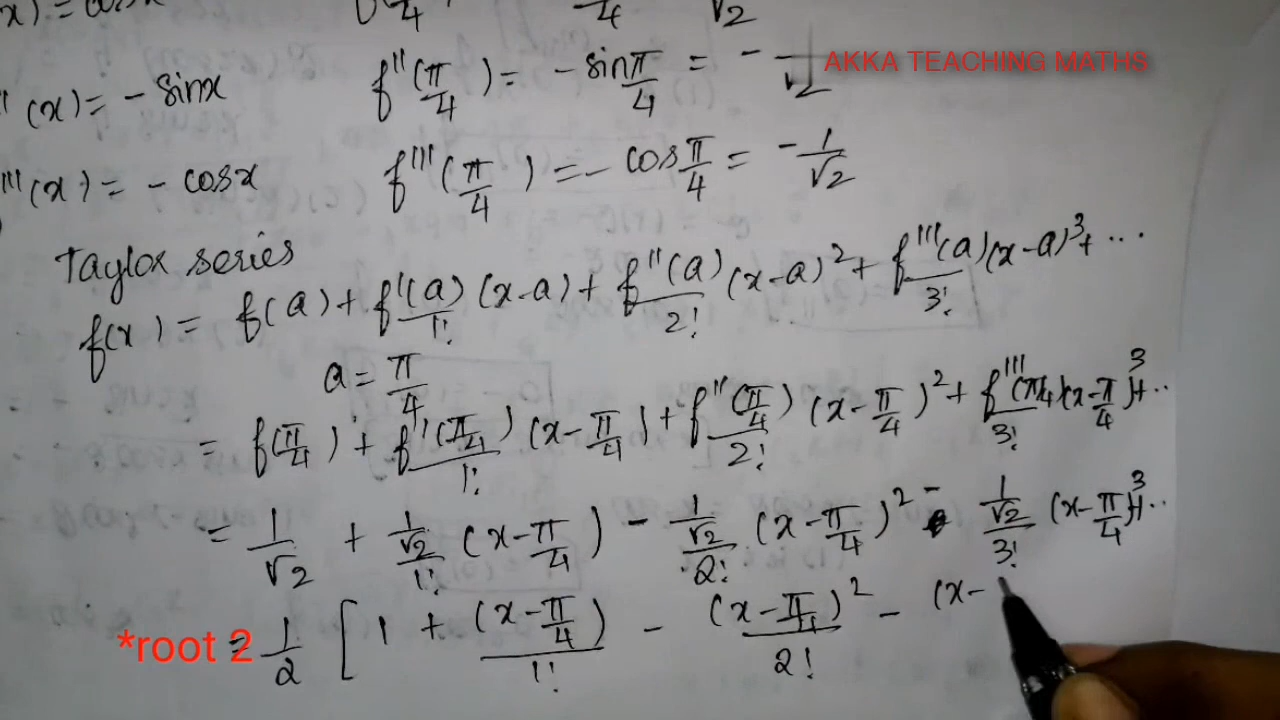 x) = cosx
AKKA TEACHING MATHS
(x) = - sinx f''(π/4) = - sin π/4 = - 1/√2
'''(x) = - cosx f'''(π/4) = - cos π/4 = - 1/√2
Taylor series
f(x) = f(a) + f'(a)/1! (x-a) + f''(a)/2! (x-a)² + f'''(a)/3! (x-a)³ + ...
a = π/4
= f(π/4) + f'(π/4)/1! (x-π/4) + f''(π/4)/2! (x-π/4)² + f'''(π/4)/3! (x-π/4)³ + ...
= 1/√2 + 1/√2/1! (x-π/4) - 1/√2/2! (x-π/4)² - 1/√2/3! (x-π/4)³ + ...
= 1/2 [ 1 + (x-π/4)/1! - (x-π/4)²/2! - (x-
*root 2